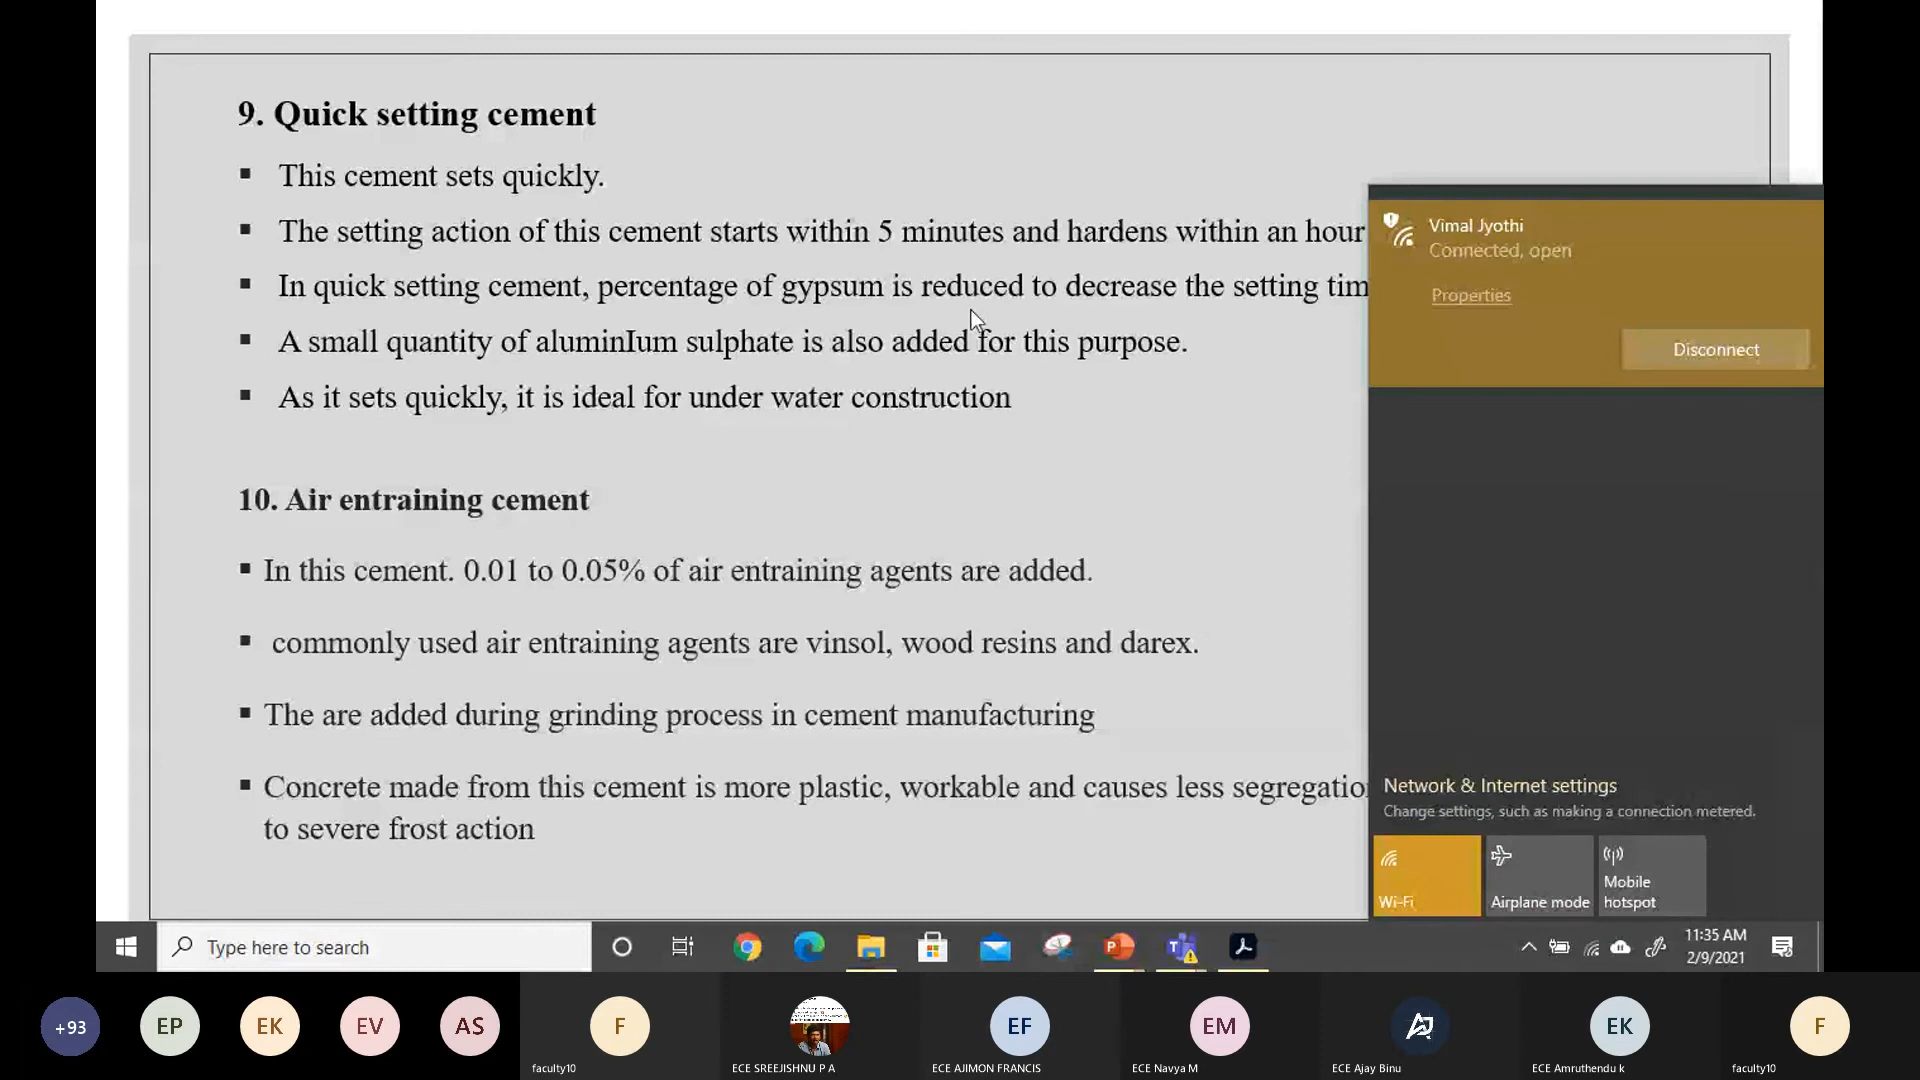 9. Quick setting cement
▪ This cement sets quickly.
▪ The setting action of this cement starts within 5 minutes and hardens within an hour
▪ In quick setting cement, percentage of gypsum is reduced to decrease the setting tim
▪ A small quantity of aluminIum sulphate is also added for this purpose.
▪ As it sets quickly, it is ideal for under water construction
10. Air entraining cement
▪ In this cement. 0.01 to 0.05% of air entraining agents are added.
▪ commonly used air entraining agents are vinsol, wood resins and darex.
▪ The are added during grinding process in cement manufacturing
▪ Concrete made from this cement is more plastic, workable and causes less segregatio
to severe frost action
Vimal Jyothi
Connected, open
Properties
Disconnect
Network & Internet settings
Change settings, such as making a connection metered.
Wi-Fi
Airplane mode
Mobile
hotspot
Type here to search
11:35 AM
2/9/2021
+93
EP
EK
EV
AS
F
EF
EM
EK
F
faculty10
ECE SREEJISHNU P A
ECE AJIMON FRANCIS
ECE Navya M
ECE Ajay Binu
ECE Amruthendu k
faculty10